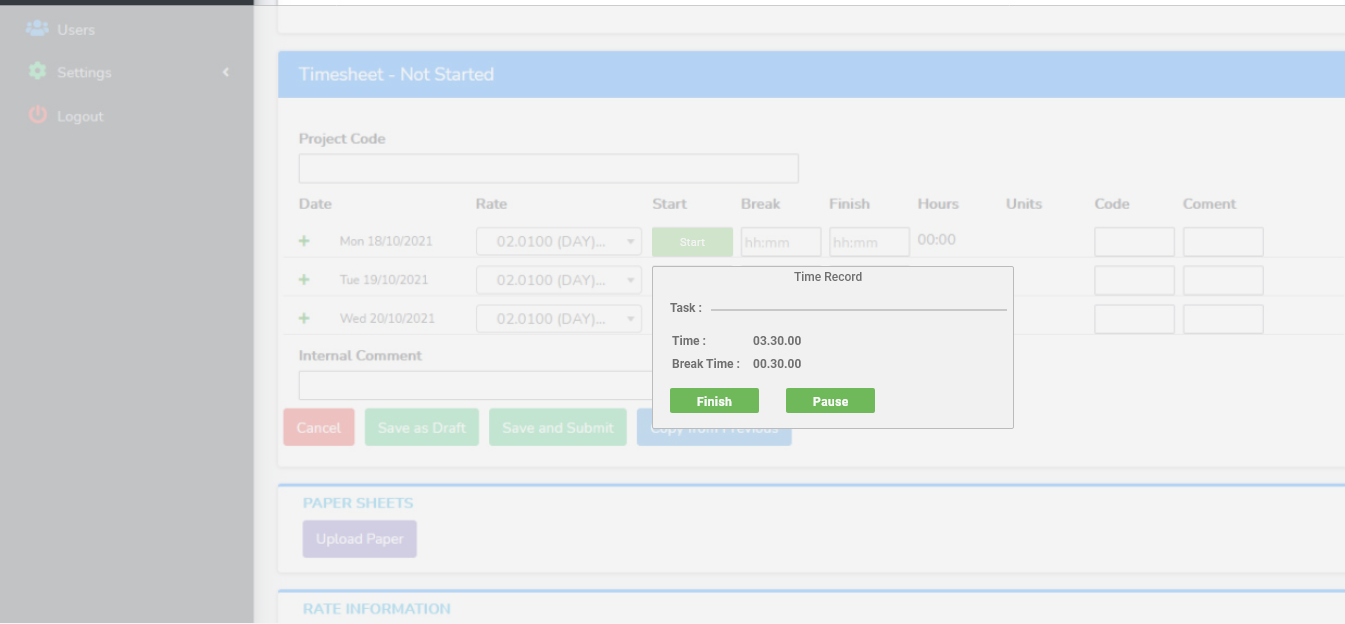 Users
Settings
Logout
Timesheet - Not Started
Project Code
Date Rate Start Break Finish Hours Units Code Coment
+ Mon 18/10/2021 02.0100 (DAY)... Start hh:mm hh:mm 00:00
+ Tue 19/10/2021 02.0100 (DAY)...
+ Wed 20/10/2021 02.0100 (DAY)...
Time Record
Task :
Time : 03.30.00
Break Time : 00.30.00
Finish Pause
Internal Comment
Cancel Save as Draft Save and Submit Copy from Previous
PAPER SHEETS
Upload Paper
RATE INFORMATION